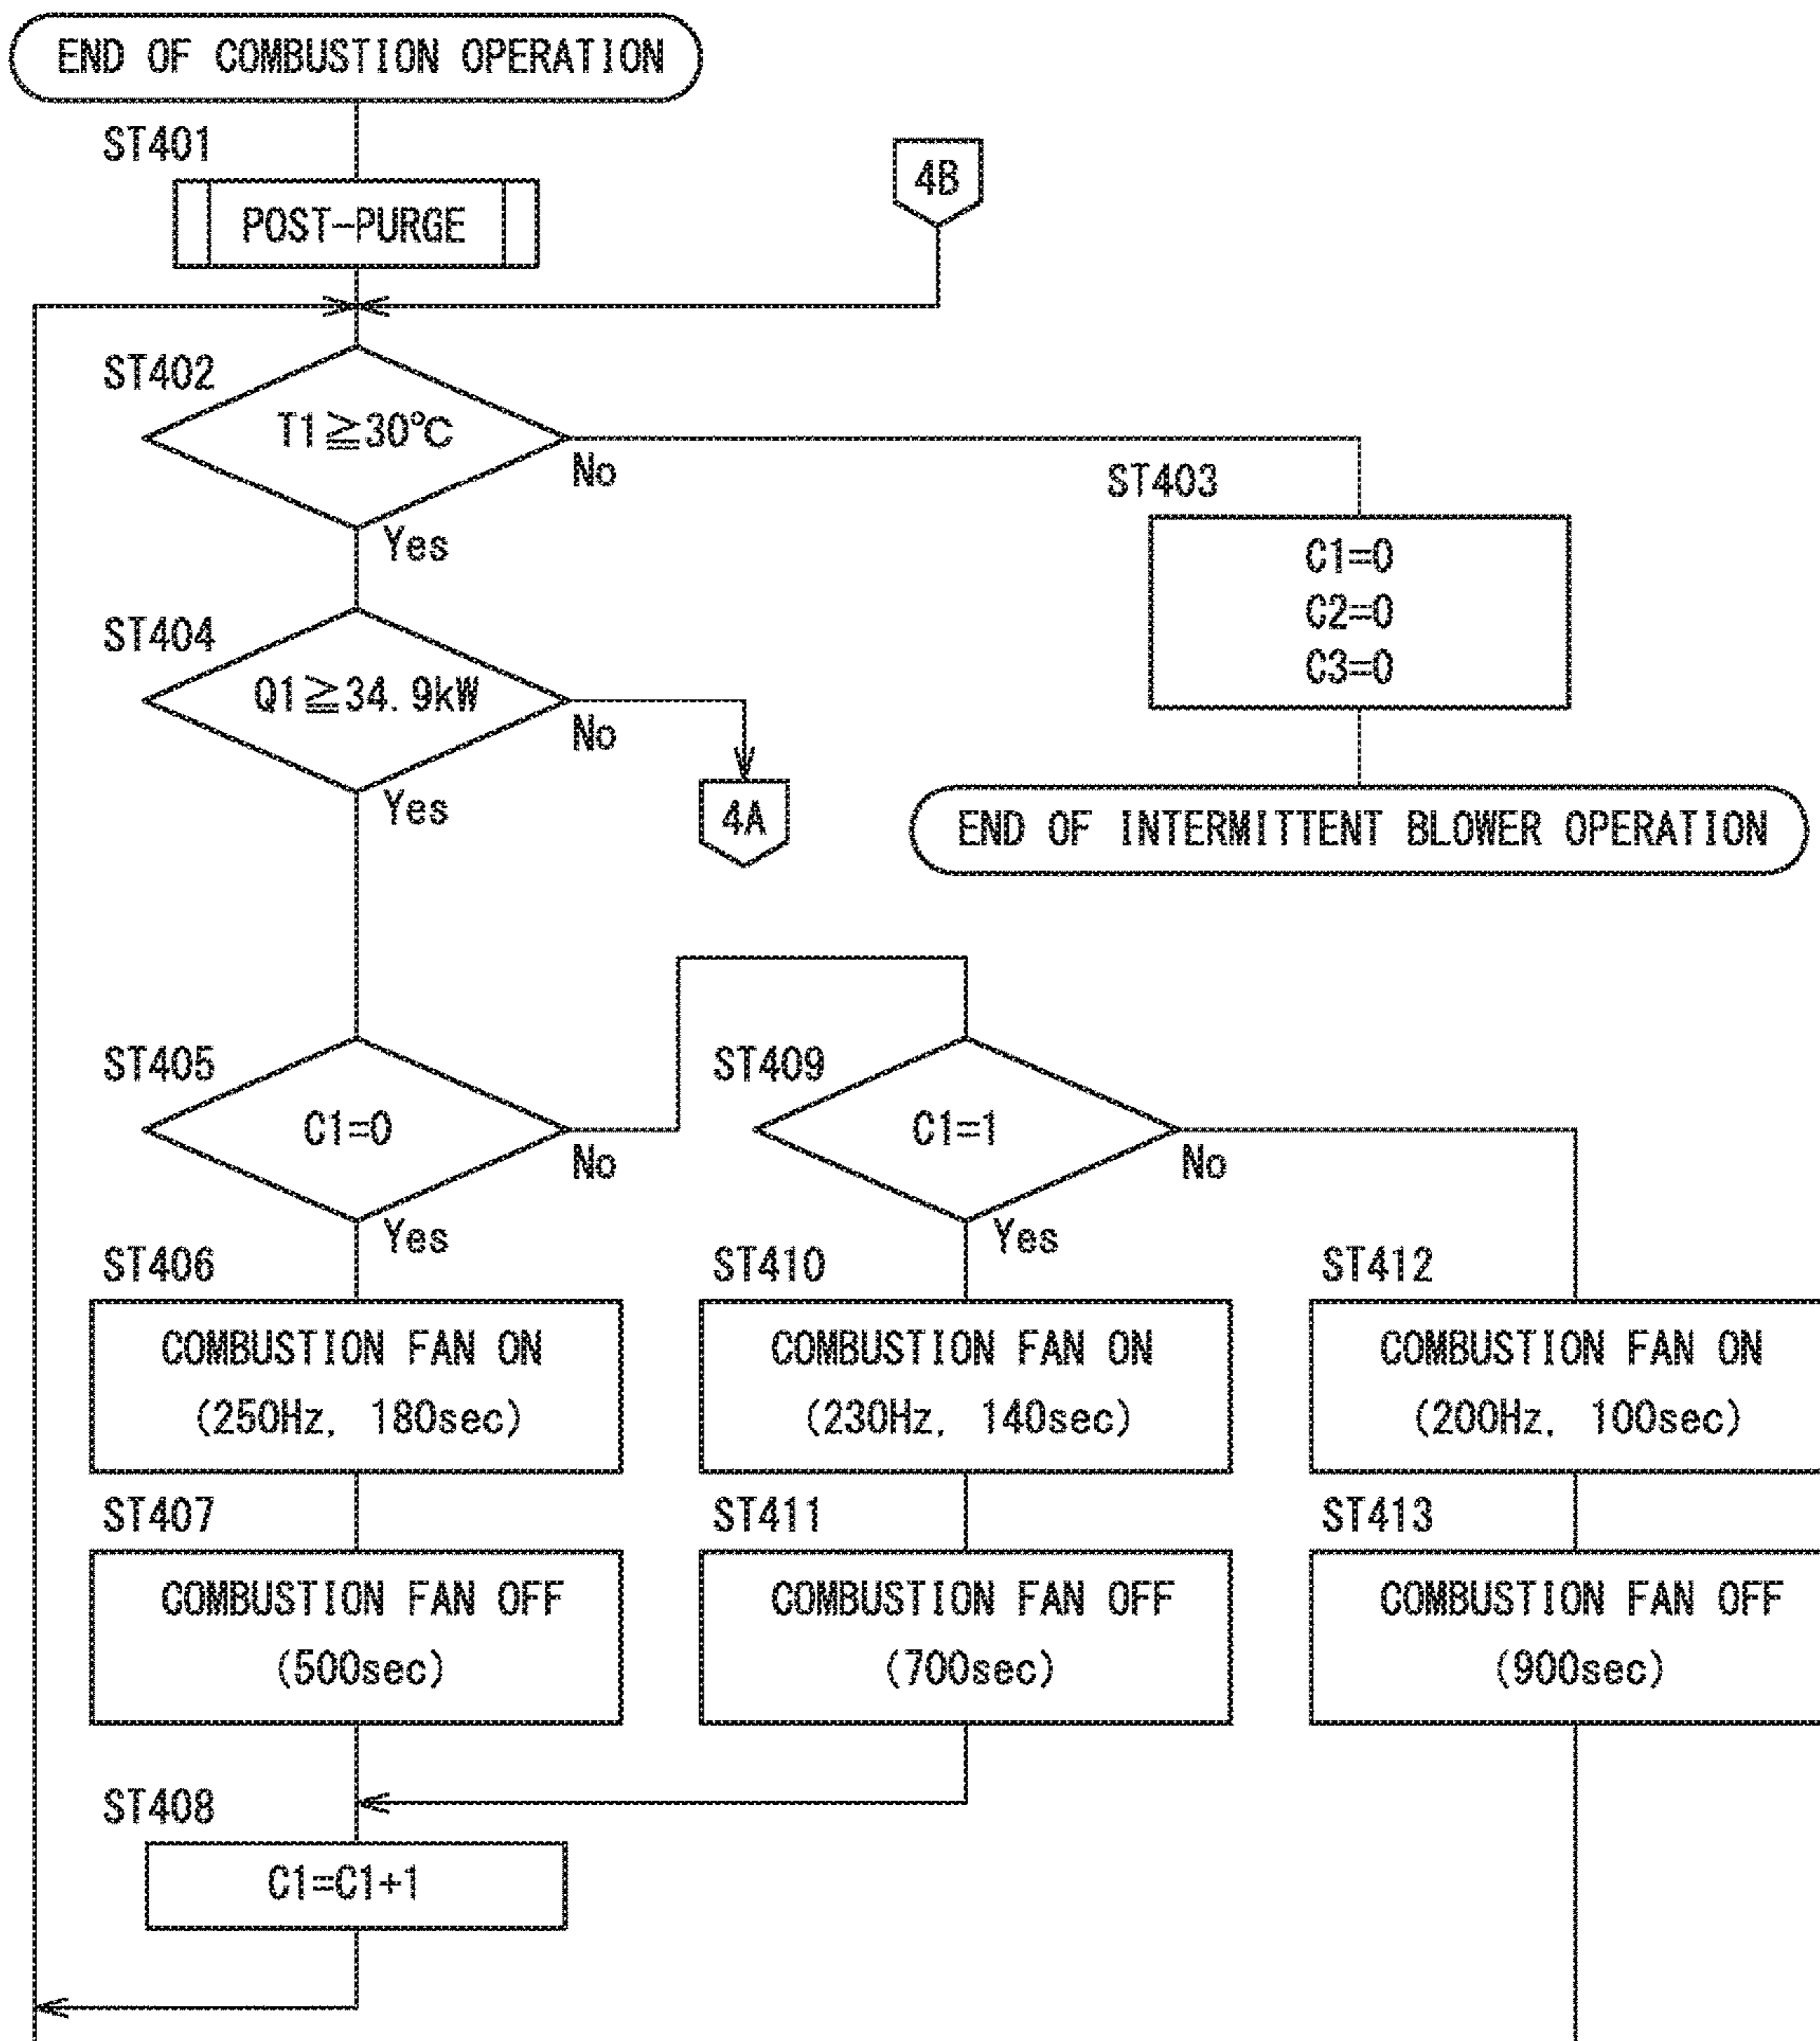 END OF COMBUSTION OPERATION
ST401
POST-PURGE
4B
ST402
T1≧30℃
No
Yes
ST403
C1=0
C2=0
C3=0
ST404
Q1≧34.9kW
No
Yes
4A
END OF INTERMITTENT BLOWER OPERATION
ST405
C1=0
No
Yes
ST409
C1=1
No
Yes
ST406
COMBUSTION FAN ON
(250Hz, 180sec)
ST410
COMBUSTION FAN ON
(230Hz, 140sec)
ST412
COMBUSTION FAN ON
(200Hz, 100sec)
ST407
COMBUSTION FAN OFF
(500sec)
ST411
COMBUSTION FAN OFF
(700sec)
ST413
COMBUSTION FAN OFF
(900sec)
ST408
C1=C1+1